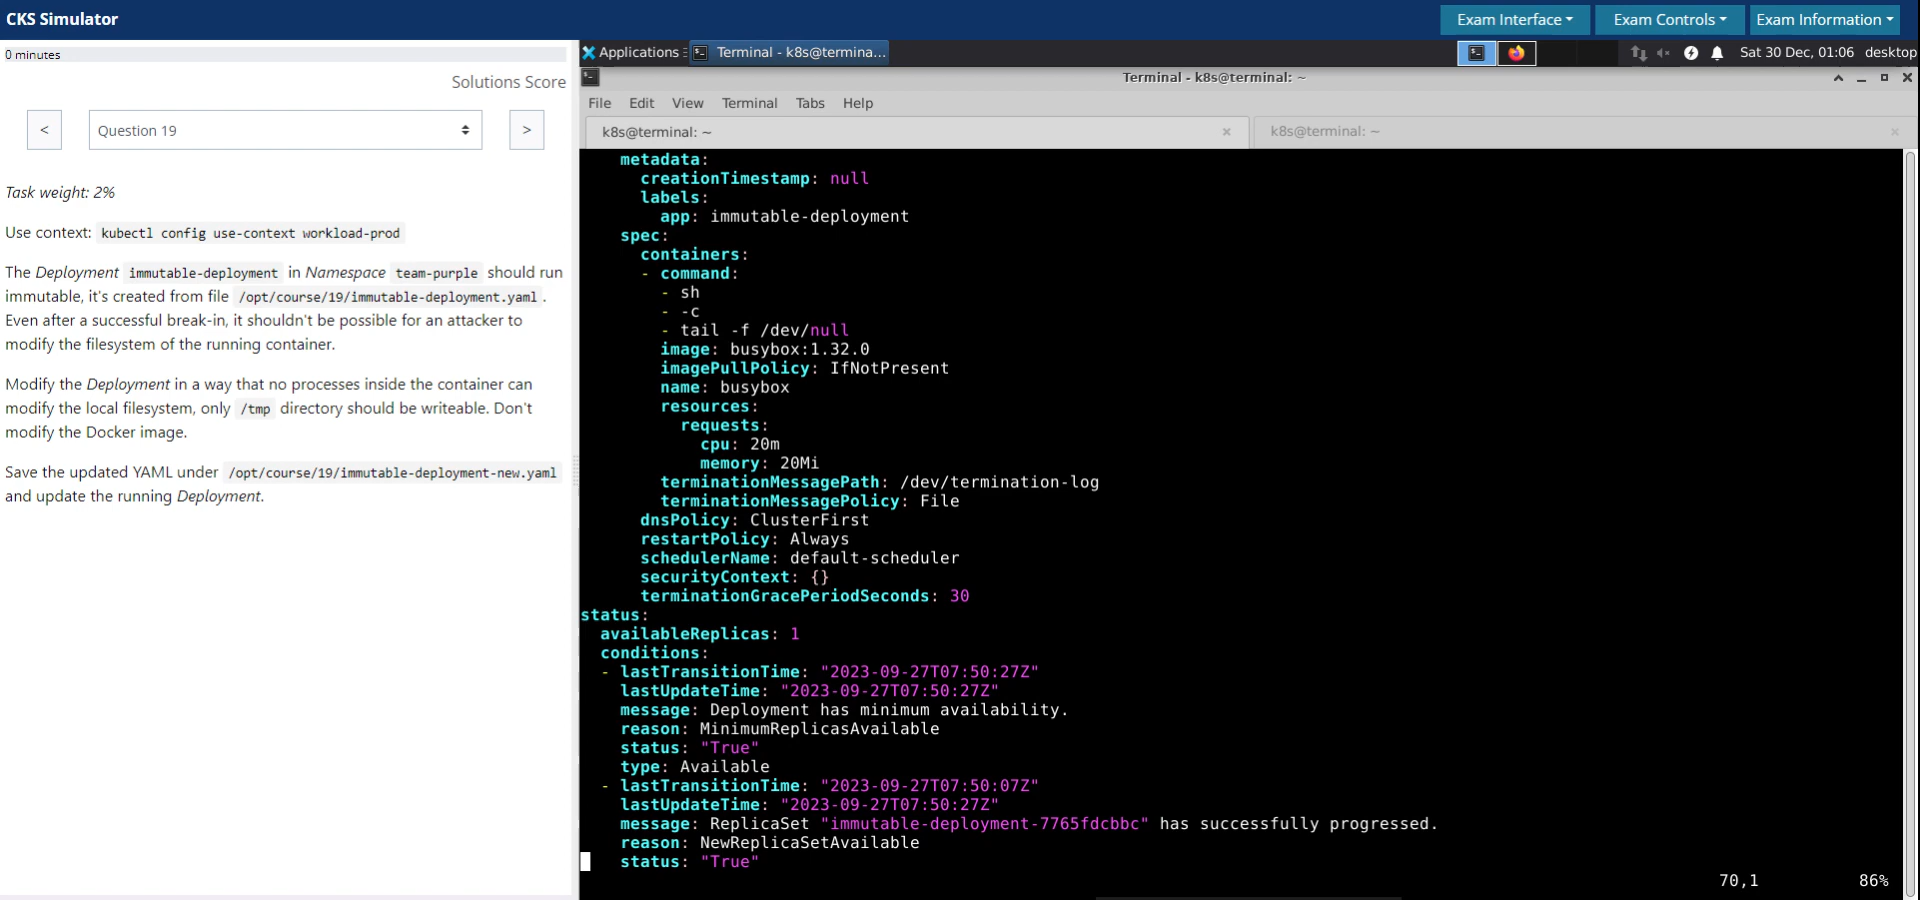 CKS Simulator
Exam Interface
Exam Controls
Exam Information
0 minutes
Solutions Score
<
Question 19
>
Task weight: 2%
Use context: kubectl config use-context workload-prod
The Deployment immutable-deployment in Namespace team-purple should run
immutable, it's created from file /opt/course/19/immutable-deployment.yaml.
Even after a successful break-in, it shouldn't be possible for an attacker to
modify the filesystem of the running container.
Modify the Deployment in a way that no processes inside the container can
modify the local filesystem, only /tmp directory should be writeable. Don't
modify the Docker image.
Save the updated YAML under /opt/course/19/immutable-deployment-new.yaml
and update the running Deployment.
Applications
Terminal - k8s@termina...
Sat 30 Dec, 01:06
desktop
Terminal - k8s@terminal: ~
File Edit View Terminal Tabs Help
k8s@terminal: ~
k8s@terminal: ~
metadata:
creationTimestamp: null
labels:
app: immutable-deployment
spec:
containers:
- command:
- sh
- -c
- tail -f /dev/null
image: busybox:1.32.0
imagePullPolicy: IfNotPresent
name: busybox
resources:
requests:
cpu: 20m
memory: 20Mi
terminationMessagePath: /dev/termination-log
terminationMessagePolicy: File
dnsPolicy: ClusterFirst
restartPolicy: Always
schedulerName: default-scheduler
securityContext: {}
terminationGracePeriodSeconds: 30
status:
availableReplicas: 1
conditions:
- lastTransitionTime: "2023-09-27T07:50:27Z"
lastUpdateTime: "2023-09-27T07:50:27Z"
message: Deployment has minimum availability.
reason: MinimumReplicasAvailable
status: "True"
type: Available
- lastTransitionTime: "2023-09-27T07:50:07Z"
lastUpdateTime: "2023-09-27T07:50:27Z"
message: ReplicaSet "immutable-deployment-7765fdcbbc" has successfully progressed.
reason: NewReplicaSetAvailable
status: "True"
70,1 86%